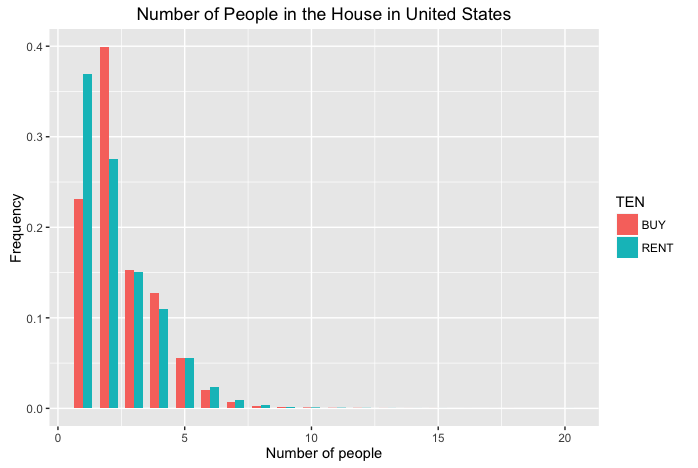 Number of People in the House in United States
Frequency
0.4
0.3
0.2
0.1
0.0
0
5
10
15
20
Number of people
TEN
BUY
RENT